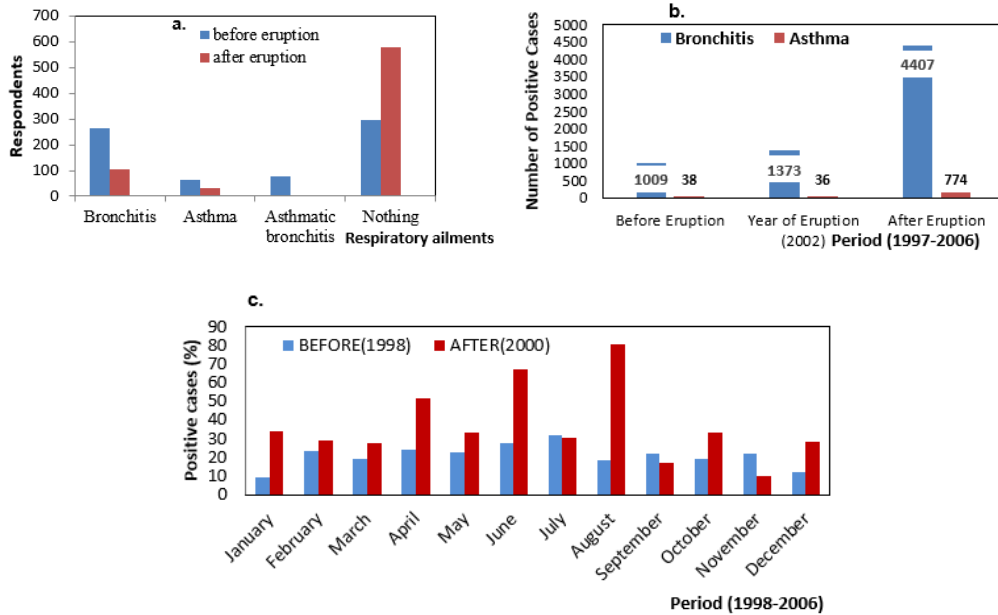 a.
before eruption
after eruption
Respondents
700
600
500
400
300
200
100
0
Bronchitis
Asthma
Asthmatic
bronchitis
Nothing
Respiratory ailments
b.
Bronchitis
Asthma
Number of Positive Cases
5000
4500
4000
3500
3000
2500
2000
1500
1000
500
0
1009
38
1373
36
4407
774
Before Eruption
Year of Eruption
(2002)
After Eruption
Period (1997-2006)
c.
BEFORE(1998)
AFTER(2000)
Positive cases (%)
90
80
70
60
50
40
30
20
10
0
January
February
March
April
May
June
July
August
September
October
November
December
Period (1998-2006)